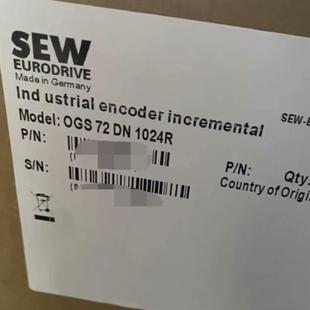 SEW
EURODRIVE
Made in Germany
Ind ustrial encoder incremental
SEW-E
Model: OGS 72 DN 1024R
P/N:
P/N: Qty.
S/N:
Country of Origi